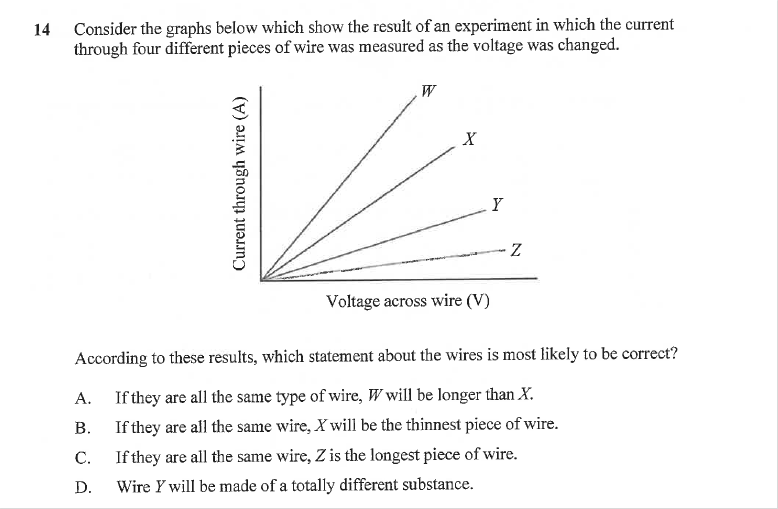 14 Consider the graphs below which show the result of an experiment in which the current
through four different pieces of wire was measured as the voltage was changed.
Current through wire (A)
W
X
Y
Z
Voltage across wire (V)
According to these results, which statement about the wires is most likely to be correct?
A. If they are all the same type of wire, W will be longer than X.
B. If they are all the same wire, X will be the thinnest piece of wire.
C. If they are all the same wire, Z is the longest piece of wire.
D. Wire Y will be made of a totally different substance.